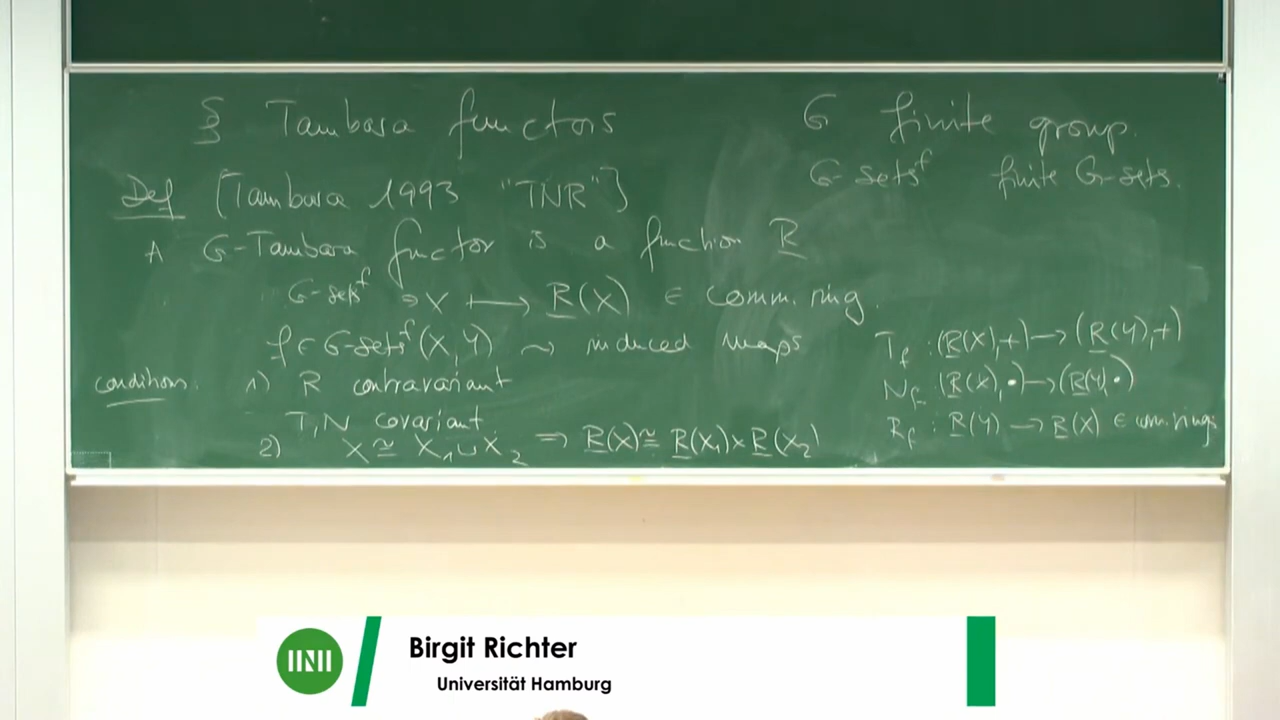 § Tambara functors
G finite group.
G-sets^f finite G-sets.
Def [Tambara 1993 "TNR"]
A G-Tambara functor is a function R
G-sets^f ∋ X ⟼ R(X) ∈ comm. ring.
f ∈ G-sets^f(X,Y) ⇝ induced maps
T_f : (R(X),+) → (R(Y),+)
N_f : (R(X),•) → (R(Y),•)
R_f : R(Y) → R(X) ∈ comm.rings
conditions: 1) R contravariant
T,N covariant
2) X ≅ X_1 ⊔ X_2 ⇒ R(X) ≅ R(X_1) × R(X_2)
Birgit Richter
Universität Hamburg